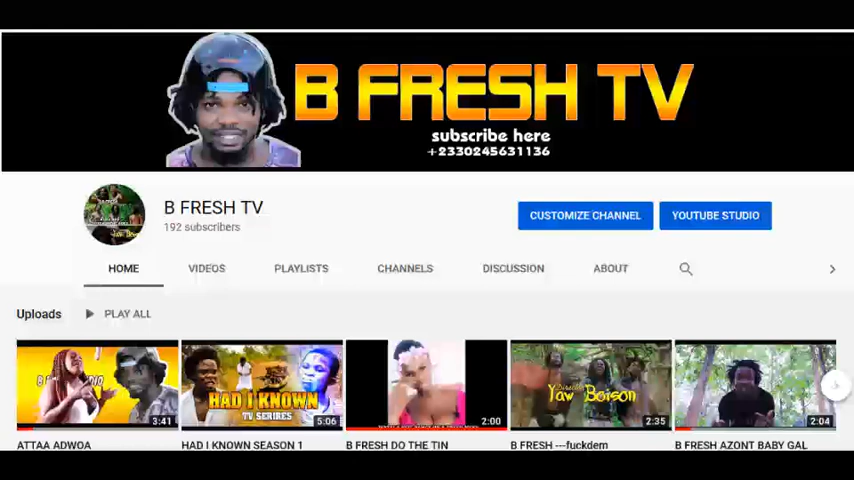 B FRESH TV
subscribe here
+2330245631136
B FRESH TV
192 subscribers
CUSTOMIZE CHANNEL
YOUTUBE STUDIO
HOME VIDEOS PLAYLISTS CHANNELS DISCUSSION ABOUT
Uploads PLAY ALL
HAD I KNOWN
TV SERIRES
Yaw Boison
3:41 5:06 2:00 2:35 2:04
ATTAA ADWOA
HAD I KNOWN SEASON 1
B FRESH DO THE TIN
B FRESH ---fuckdem
B FRESH AZONT BABY GAL